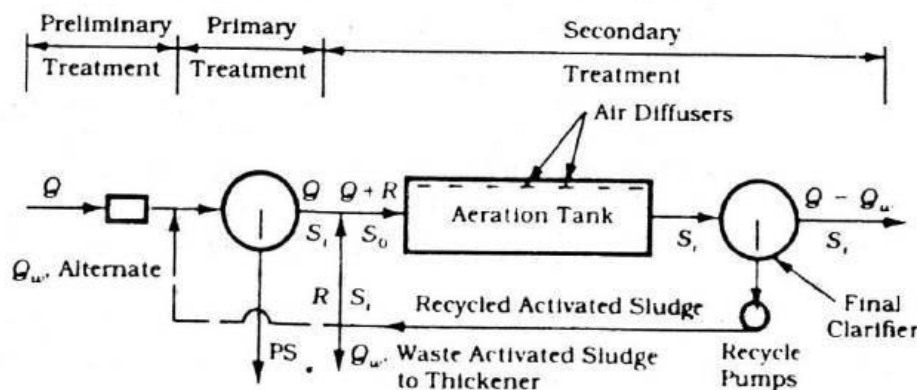 Preliminary Primary Secondary
Treatment Treatment Treatment
Air Diffusers
Q Q Q + R Aeration Tank Q - Qw
Si S0 St St
Qw, Alternate
R St Recycled Activated Sludge Final
Clarifier
PS Qw, Waste Activated Sludge Recycle
to Thickener Pumps